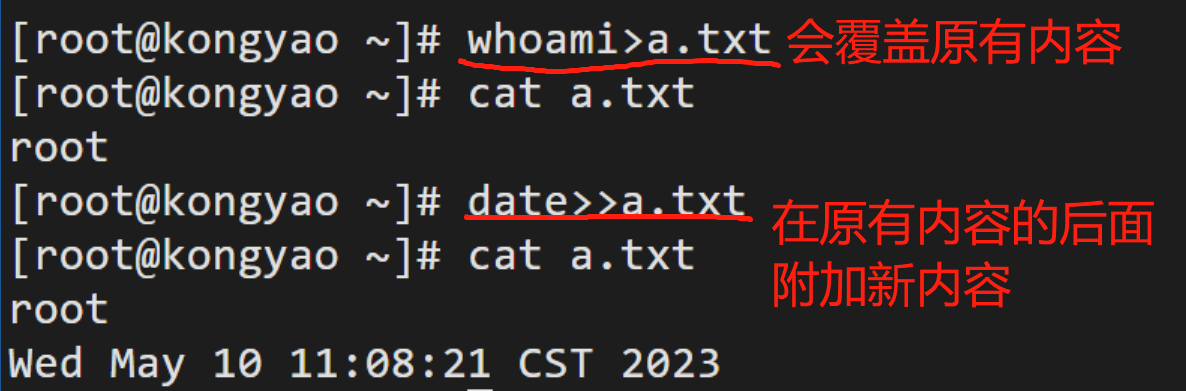 [root@kongyao ~]# whoami>a.txt 会覆盖原有内容
[root@kongyao ~]# cat a.txt
root
[root@kongyao ~]# date>>a.txt
在原有内容的后面
附加新内容
[root@kongyao ~]# cat a.txt
root
Wed May 10 11:08:21 CST 2023